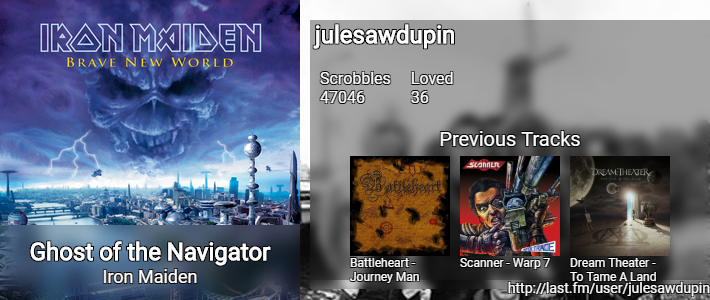 IRON MAIDEN
BRAVE NEW WORLD
Ghost of the Navigator
Iron Maiden
julesawdupin
Scrobbles Loved
47046 36
Previous Tracks
Battleheart
SCANNER
DREAM THEATER
Battleheart - Journey Man
Scanner - Warp 7
Dream Theater - To Tame A Land
http://last.fm/user/julesawdupin